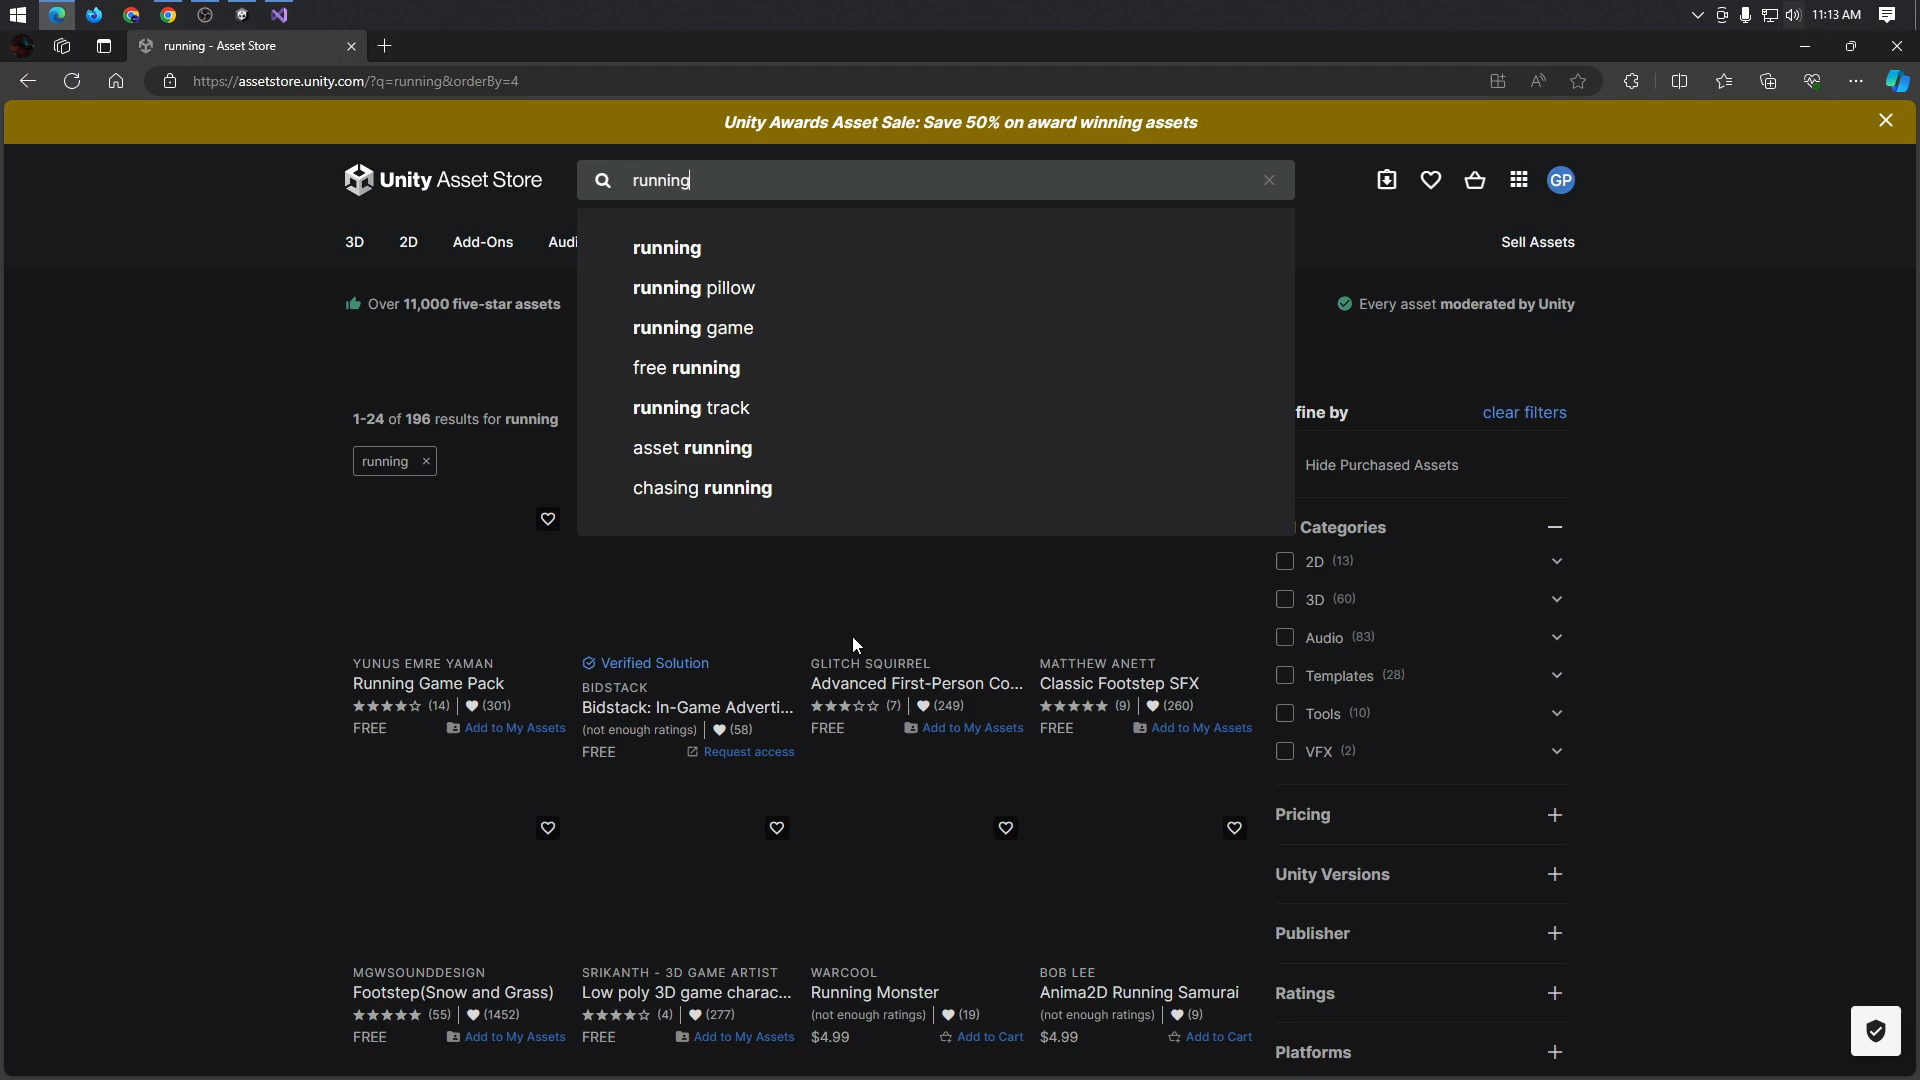 11:13 AM
running - Asset Store
https://assetstore.unity.com/?q=running&orderBy=4
Unity Awards Asset Sale: Save 50% on award winning assets
Unity Asset Store
running
GP
3D
2D
Add-Ons
Audi
Sell Assets
running
running pillow
running game
free running
running track
asset running
chasing running
Over 11,000 five-star assets
Every asset moderated by Unity
1-24 of 196 results for running
running
fine by
clear filters
Hide Purchased Assets
Categories
2D (13)
3D (60)
Audio (83)
Templates (28)
Tools (10)
VFX (2)
Pricing
Unity Versions
Publisher
Ratings
Platforms
YUNUS EMRE YAMAN
Running Game Pack
(14) (301)
FREE
Add to My Assets
Verified Solution
BIDSTACK
Bidstack: In-Game Adverti...
(not enough ratings) (58)
FREE
Request access
GLITCH SQUIRREL
Advanced First-Person Co...
(7) (249)
FREE
Add to My Assets
MATTHEW ANETT
Classic Footstep SFX
(9) (260)
FREE
Add to My Assets
MGWSOUNDDESIGN
Footstep(Snow and Grass)
(55) (1452)
FREE
Add to My Assets
SRIKANTH - 3D GAME ARTIST
Low poly 3D game charac...
(4) (277)
FREE
Add to My Assets
WARCOOL
Running Monster
(not enough ratings) (19)
$4.99
Add to Cart
BOB LEE
Anima2D Running Samurai
(not enough ratings) (9)
$4.99
Add to Cart